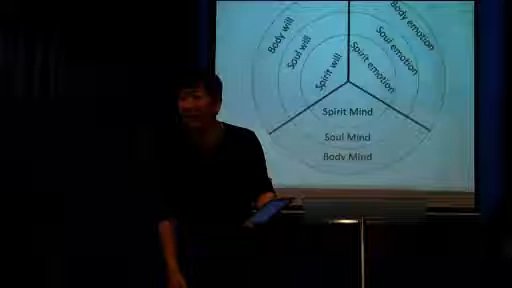 Body will
Soul will
Spirit will
Body emotion
Soul emotion
Spirit emotion
Spirit Mind
Soul Mind
Body Mind